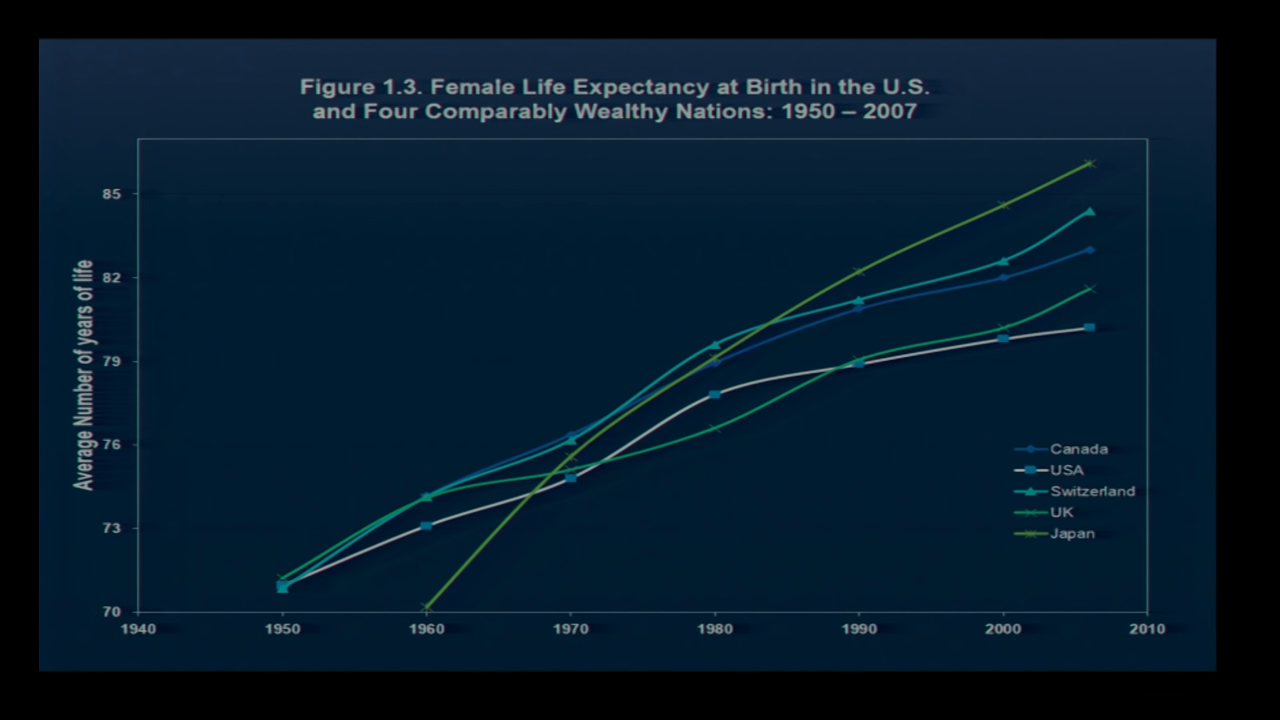 Figure 1.3. Female Life Expectancy at Birth in the U.S.
and Four Comparably Wealthy Nations: 1950 – 2007
Average Number of years of life
85
82
79
76
73
70
1940 1950 1960 1970 1980 1990 2000 2010
Canada
USA
Switzerland
UK
Japan